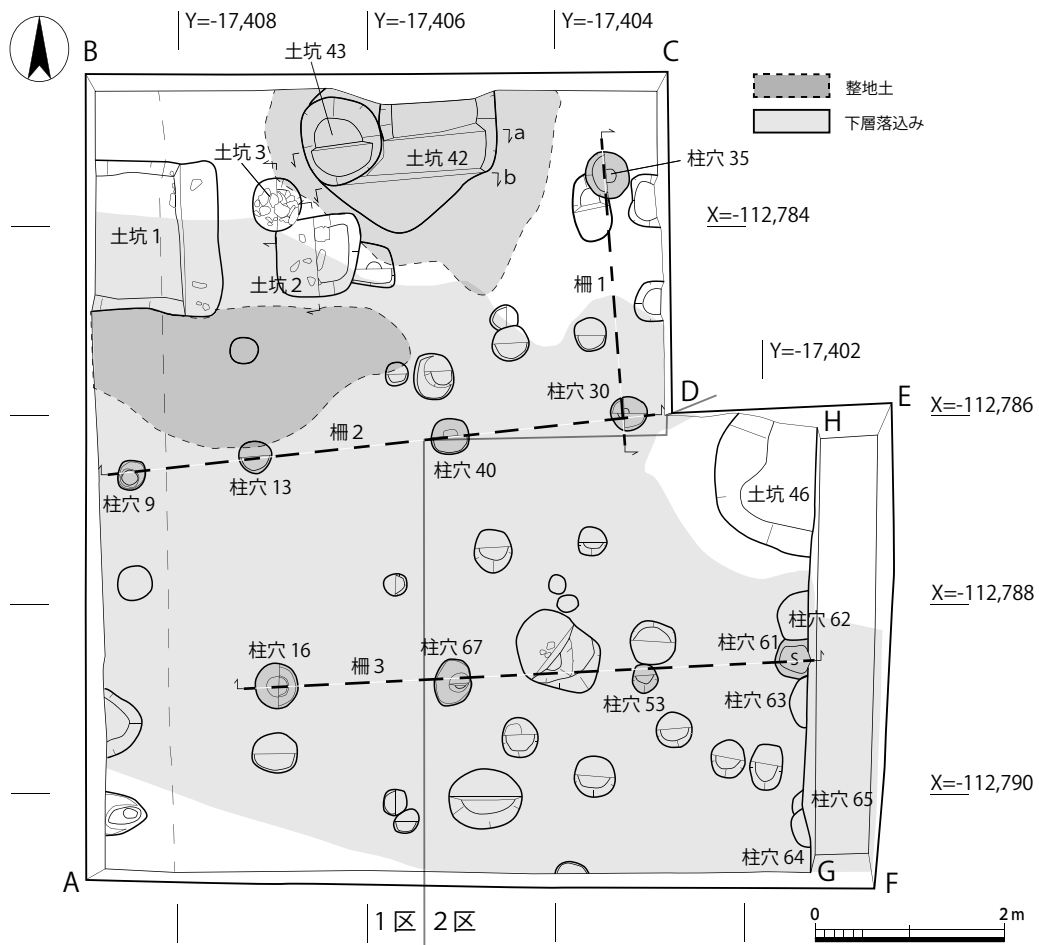 Y=-17,408
Y=-17,406
Y=-17,404
B
土坑 43
C
整地土
下層落込み
a
土坑 3
土坑 42
b
柱穴 35
X=-112,784
土坑 1
土坑 2
柵 1
Y=-17,402
柱穴 30
D
E
X=-112,786
H
柵 2
柱穴 9
柱穴 13
柱穴 40
土坑 46
X=-112,788
柱穴 62
柱穴 16
柵 3
柱穴 67
柱穴 61
S
柱穴 53
柱穴 63
X=-112,790
柱穴 65
柱穴 64
A
G
F
1 区
2 区
0
2 m